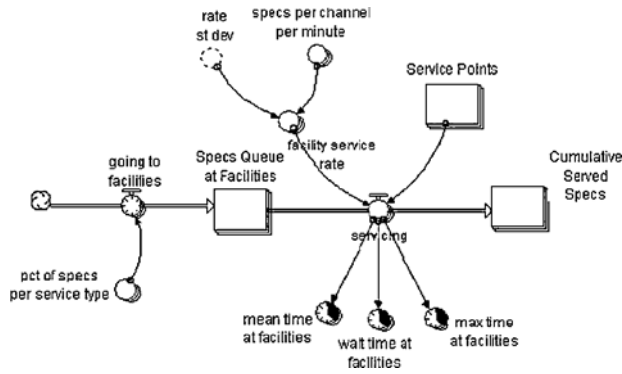 rate
st dev
specs per channel
per minute
Service Points
facility service
rate
going to
facilities
Specs Queue
at Facilities
Cumulative
Served
Specs
servicing
pct of specs
per service type
mean time
at facilities
wait time at
facilities
max time
at facilities